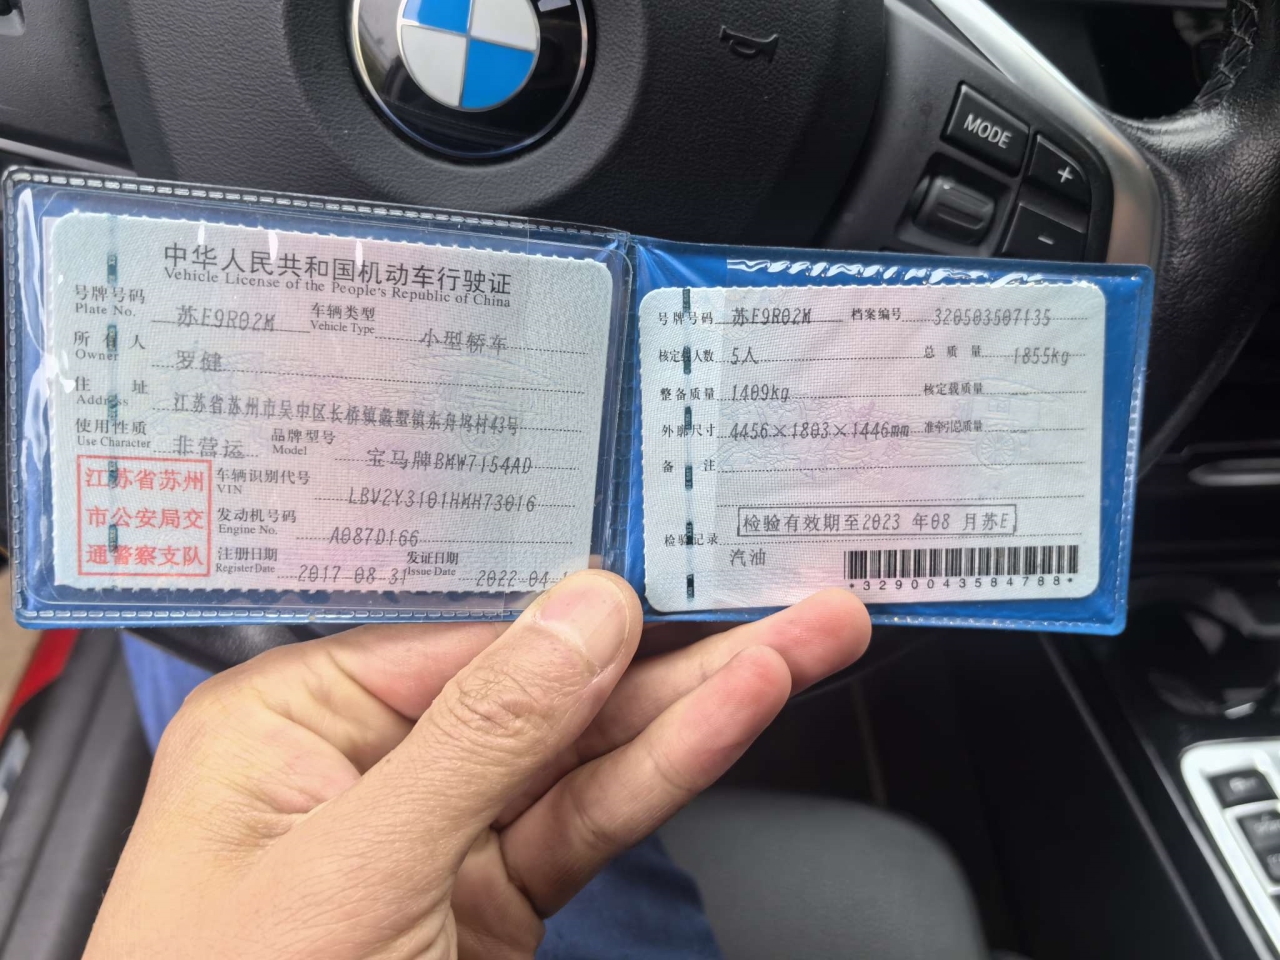 MODE
+
-
中华人民共和国机动车行驶证
Vehicle License of the People's Republic of China
号牌号码 苏E9R02M 车辆类型 小型轿车
Plate No. Vehicle Type
所有人 罗健
Owner
住址 江苏省苏州市吴中区长桥镇蠡墅镇东舟垎村43号
Address
使用性质 非营运 品牌型号 宝马牌BMW7154AD
Use Character Model
江苏省苏州
市公安局交
通警察支队
车辆识别代号 LBV2Y3101HMH73016
VIN
发动机号码 A087D166
Engine No.
注册日期 2017-08-31 发证日期 2022-04-
Register Date Issue Date
号牌号码 苏E9R02M 档案编号 320503507135
核定载人数 5人 总质量 1855kg
整备质量 1409kg 核定载质量
外廓尺寸 4456×1803×1446mm 准牵引总质量
备注
检验有效期至2023 年08 月苏E
检验记录
汽油
*3290043584788*